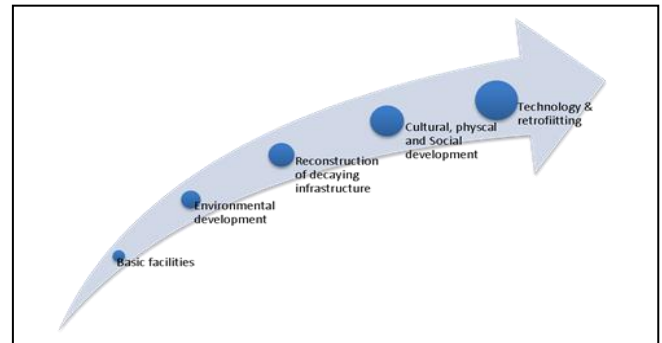 Technology &
retrofiitting
Cultural, physcal
and Social
development
Reconstruction
of decaying
infrastructure
Environmental
development
Basic facilities